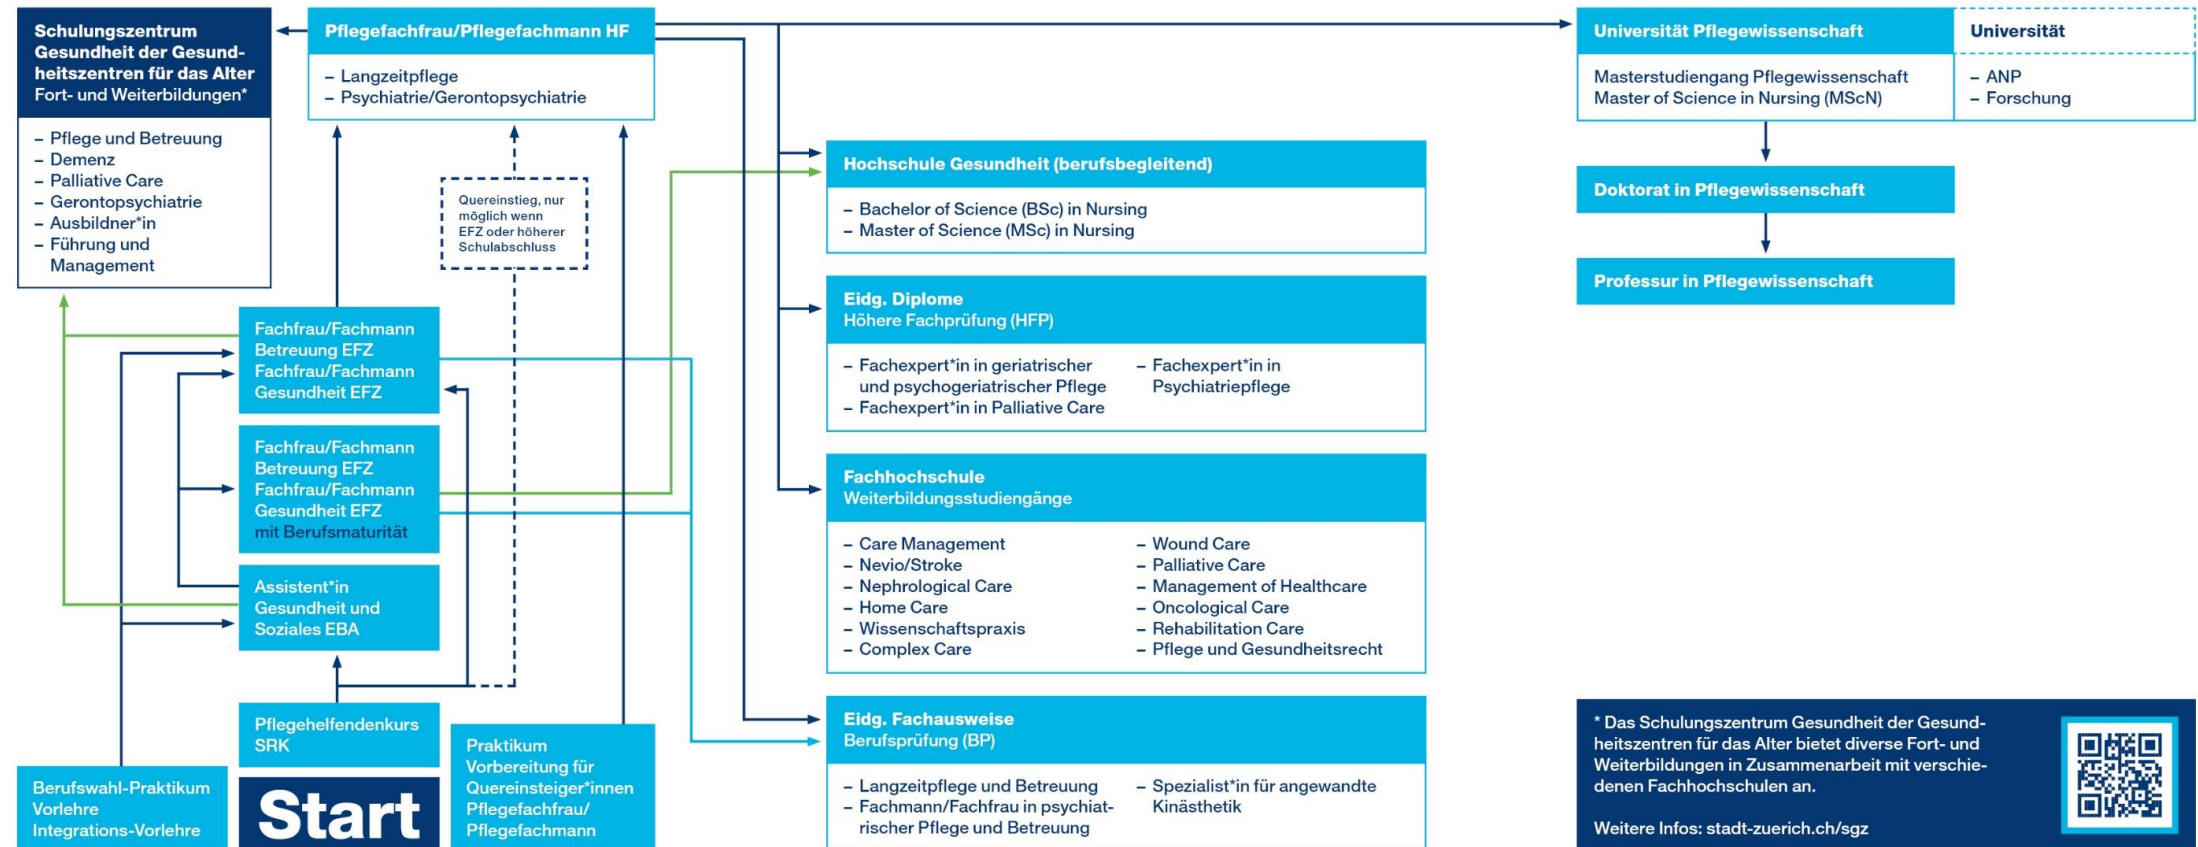 Schulungszentrum
Gesundheit der Gesund-
heitszentren für das Alter
Fort- und Weiterbildungen*
– Pflege und Betreuung
– Demenz
– Palliative Care
– Gerontopsychiatrie
– Ausbildner*in
– Führung und
Management
Pflegefachfrau/Pflegefachmann HF
– Langzeitpflege
– Psychiatrie/Gerontopsychiatrie
Quereinstieg, nur
möglich wenn
EFZ oder höherer
Schulabschluss
Fachfrau/Fachmann
Betreuung EFZ
Fachfrau/Fachmann
Gesundheit EFZ
Fachfrau/Fachmann
Betreuung EFZ
Fachfrau/Fachmann
Gesundheit EFZ
mit Berufsmaturität
Assistent*in
Gesundheit und
Soziales EBA
Pflegehelfendenkurs
SRK
Berufswahl-Praktikum
Vorlehre
Integrations-Vorlehre
Start
Praktikum
Vorbereitung für
Quereinsteiger*innen
Pflegefachfrau/
Pflegefachmann
Hochschule Gesundheit (berufsbegleitend)
– Bachelor of Science (BSc) in Nursing
– Master of Science (MSc) in Nursing
Eidg. Diplome
Höhere Fachprüfung (HFP)
– Fachexpert*in in geriatrischer
und psychogeriatrischer Pflege
– Fachexpert*in in Palliative Care
– Fachexpert*in in
Psychiatriepflege
Fachhochschule
Weiterbildungsstudiengänge
– Care Management
– Nevio/Stroke
– Nephrological Care
– Home Care
– Wissenschaftspraxis
– Complex Care
– Wound Care
– Palliative Care
– Management of Healthcare
– Oncological Care
– Rehabilitation Care
– Pflege und Gesundheitsrecht
Eidg. Fachausweise
Berufsprüfung (BP)
– Langzeitpflege und Betreuung
– Fachmann/Fachfrau in psychiat-
rischer Pflege und Betreuung
– Spezialist*in für angewandte
Kinästhetik
Universität Pflegewissenschaft
Masterstudiengang Pflegewissenschaft
Master of Science in Nursing (MScN)
Universität
– ANP
– Forschung
Doktorat in Pflegewissenschaft
Professur in Pflegewissenschaft
* Das Schulungszentrum Gesundheit der Gesund-
heitszentren für das Alter bietet diverse Fort- und
Weiterbildungen in Zusammenarbeit mit verschie-
denen Fachhochschulen an.
Weitere Infos: stadt-zuerich.ch/sgz